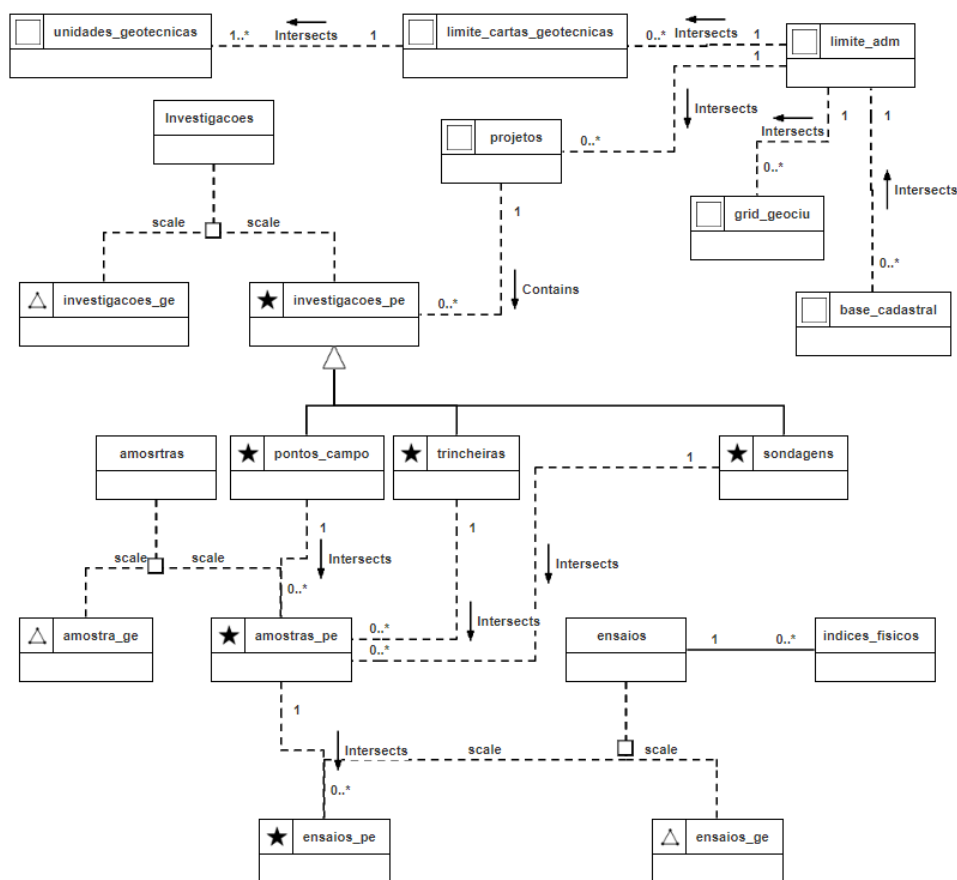 unidades_geotecnicas
1..*
Intersects
1
limite_cartas_geotecnicas
0..*
Intersects
1
limite_adm
1
Intersects
0..*
projetos
Investigacoes
1
Intersects
0..*
grid_geociu
1
Intersects
0..*
base_cadastral
scale
scale
1
Contains
0..*
investigacoes_ge
investigacoes_pe
amosrtras
pontos_campo
trincheiras
sondagens
1
1
1
Intersects
Intersects
Intersects
scale
scale
0..*
0..*
0..*
amostra_ge
amostras_pe
ensaios
1
0..*
indices_fisicos
1
Intersects
0..*
scale
scale
ensaios_pe
ensaios_ge